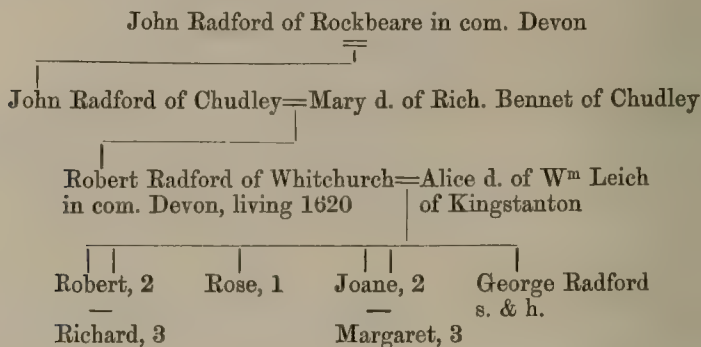 John Radford of Rockbeare in com. Devon
John Radford of Chudley=Mary d. of Rich. Bennet of Chudley
Robert Radford of Whitchurch=Alice d. of Wm Leich
in com. Devon, living 1620 of Kingstanton
Robert, 2 Rose, 1 Joane, 2 George Radford
s. & h.
Richard, 3 Margaret, 3